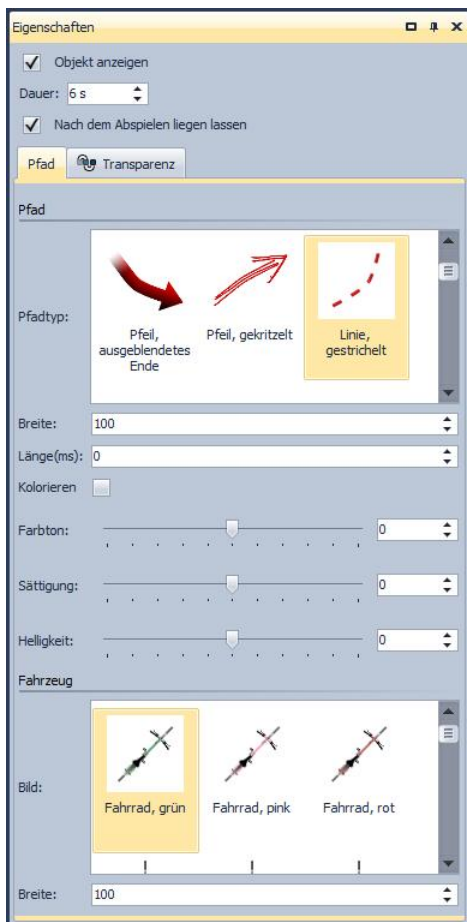 Eigenschaften
Objekt anzeigen
Dauer: 6 s
Nach dem Abspielen liegen lassen
Pfad Transparenz
Pfad
Pfadtyp:
Pfeil, ausgeblendetes Ende
Pfeil, gekritzelt
Linie, gestrichelt
Breite: 100
Länge(ms): 0
Kolorieren
Farbton: 0
Sättigung: 0
Helligkeit: 0
Fahrzeug
Bild:
Fahrrad, grün Fahrrad, pink Fahrrad, rot
Breite: 100